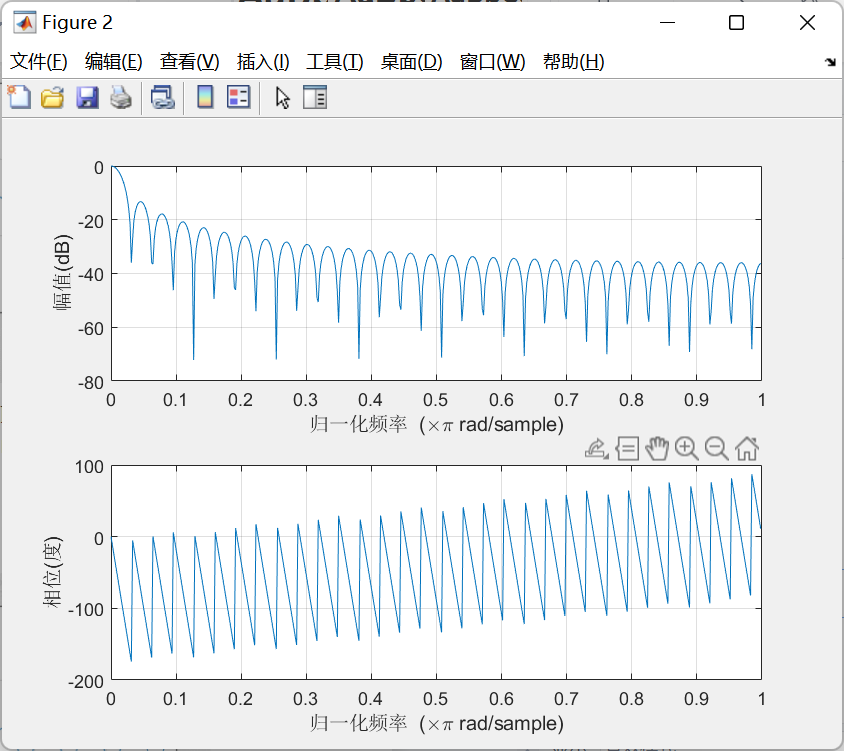 Figure 2
文件(F) 编辑(E) 查看(V) 插入(I) 工具(T) 桌面(D) 窗口(W) 帮助(H)
0
-20
-40
-60
-80
幅值(dB)
0 0.1 0.2 0.3 0.4 0.5 0.6 0.7 0.8 0.9 1
归一化频率 (×π rad/sample)
100
0
-100
-200
相位(度)
0 0.1 0.2 0.3 0.4 0.5 0.6 0.7 0.8 0.9 1
归一化频率 (×π rad/sample)